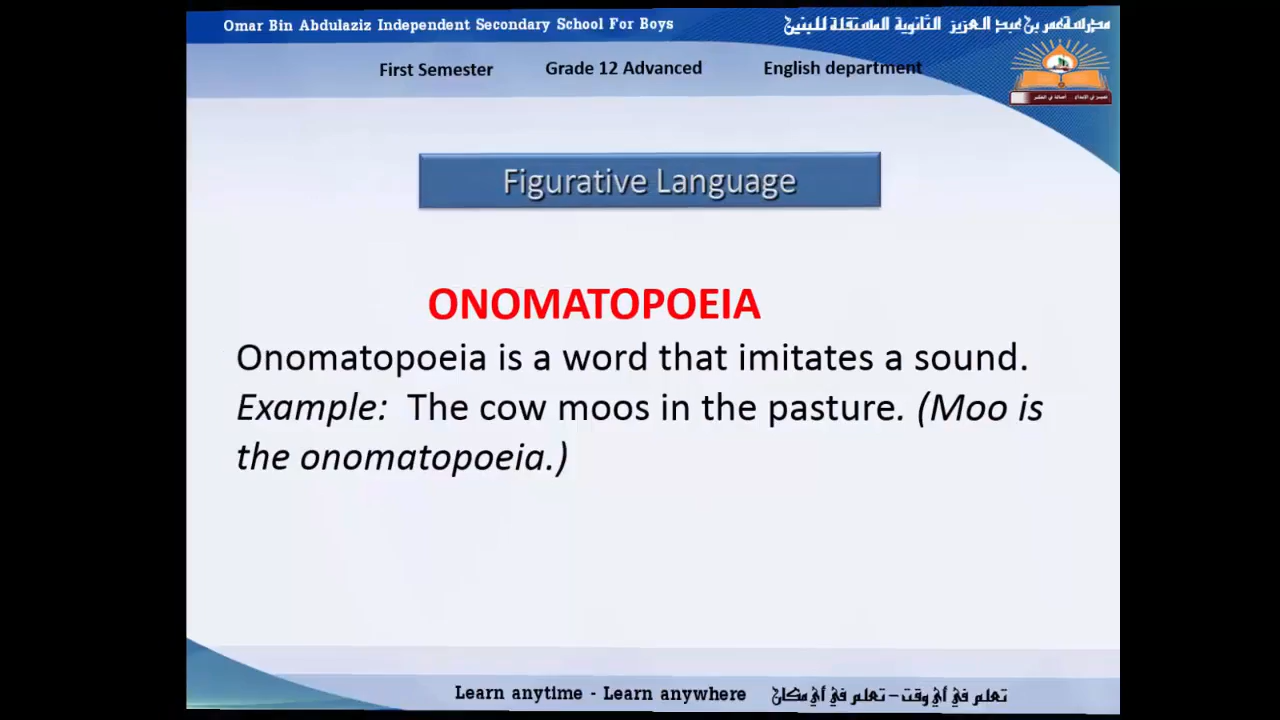 Omar Bin Abdulaziz Independent Secondary School For Boys
مدرسة عمر بن عبد العزيز الثانوية المستقلة للبنين
First Semester
Grade 12 Advanced
English department
Figurative Language
ONOMATOPOEIA
Onomatopoeia is a word that imitates a sound.
Example: The cow moos in the pasture. (Moo is
the onomatopoeia.)
Learn anytime - Learn anywhere
تعلم في أي وقت - تعلم في أي مكان